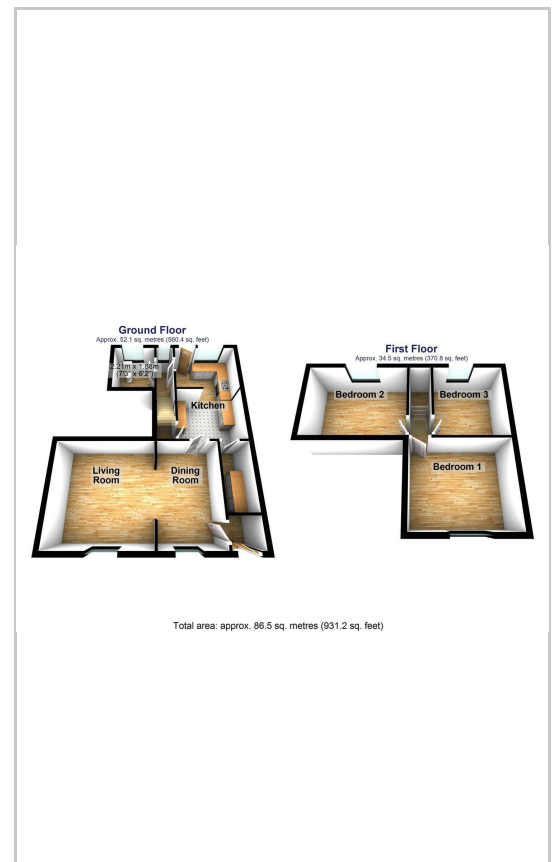 Ground Floor
Approx. 52.1 sq. metres (560.4 sq. feet)
2.21m x 1.88m
(7'3" x 6'2")
Kitchen
Living
Room
Dining
Room
First Floor
Approx. 34.5 sq. metres (370.8 sq. feet)
Bedroom 2
Bedroom 3
Bedroom 1
Total area: approx. 86.5 sq. metres (931.2 sq. feet)